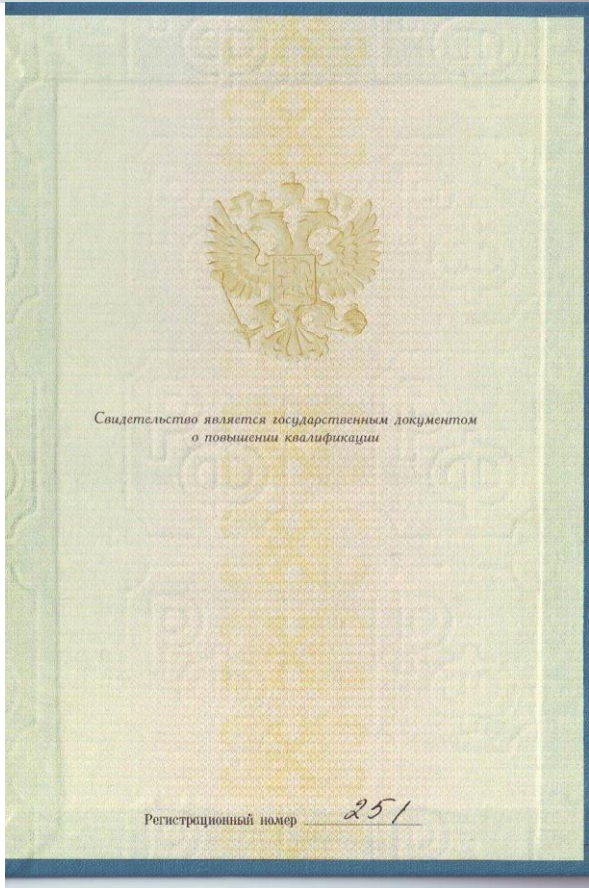 Свидетельство является государственным документом
о повышении квалификации
Регистрационный номер 251